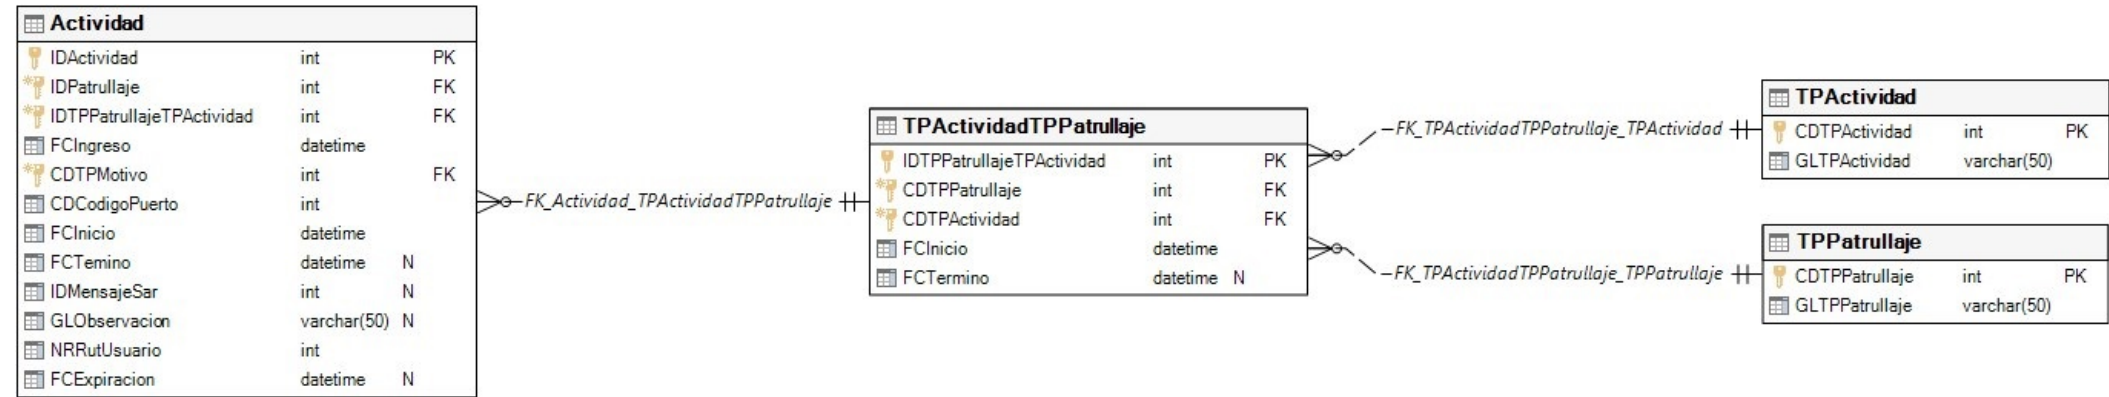 Actividad
IDActividad int PK
IDPatrullaje int FK
IDTPPatrullajeTPActividad int FK
FCIngreso datetime
CDTPMotivo int FK
CDCodigoPuerto int
FCInicio datetime
FCTemino datetime N
IDMensajeSar int N
GLObservacion varchar(50) N
NRRutUsuario int
FCExpiracion datetime N
FK_Actividad_TPActividadTPPatrullaje
TPActividadTPPatrullaje
IDTPPatrullajeTPActividad int PK
CDTPPatrullaje int FK
CDTPActividad int FK
FCInicio datetime
FCTermino datetime N
FK_TPActividadTPPatrullaje_TPActividad
FK_TPActividadTPPatrullaje_TPPatrullaje
TPActividad
CDTPActividad int PK
GLTPActividad varchar(50)
TPPatrullaje
CDTPPatrullaje int PK
GLTPPatrullaje varchar(50)